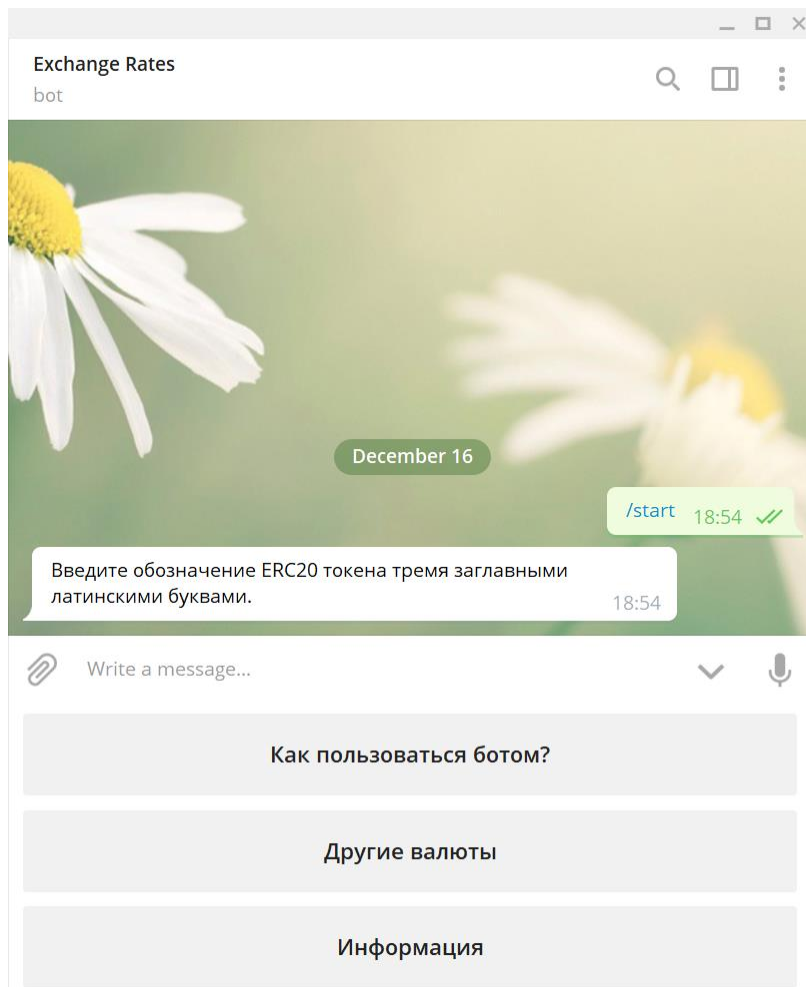 Exchange Rates
bot
December 16
/start 18:54
Введите обозначение ERC20 токена тремя заглавными
латинскими буквами.
18:54
Write a message...
Как пользоваться ботом?
Другие валюты
Информация